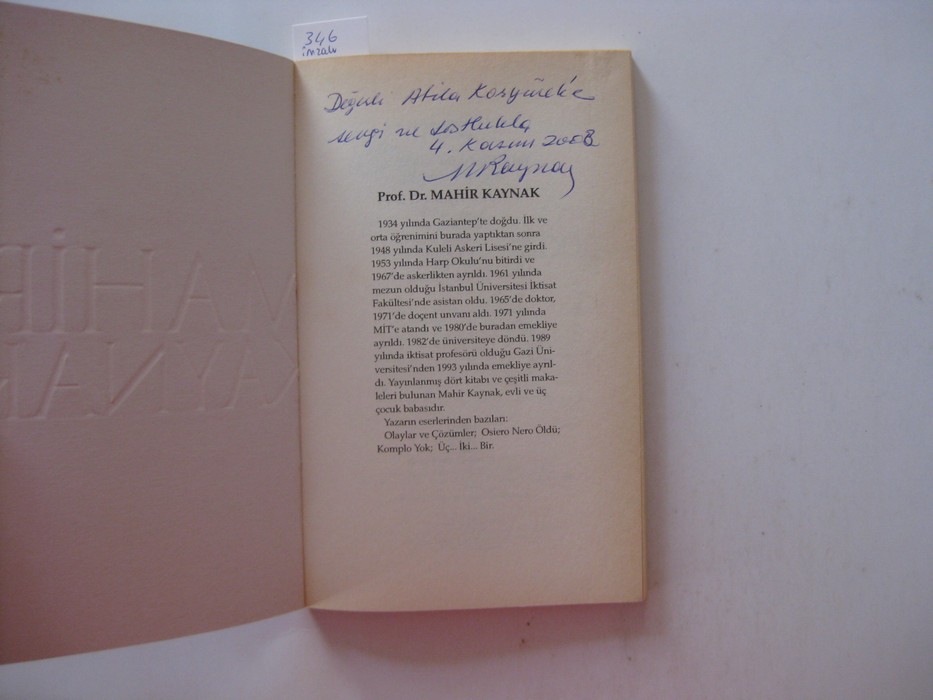 346
imzalı
Değerli Atila Koryürek'e
sevgi ve dostlukla
4. Kasım 2008
MKaynak
Prof. Dr. MAHİR KAYNAK
1934 yılında Gaziantep'te doğdu. İlk ve
orta öğrenimini burada yaptıktan sonra
1948 yılında Kuleli Askeri Lisesi'ne girdi.
1953 yılında Harp Okulu'nu bitirdi ve
1967'de askerlikten ayrıldı. 1961 yılında
mezun olduğu İstanbul Üniversitesi İktisat
Fakültesi'nde asistan oldu. 1965'de doktor,
1971'de doçent unvanı aldı. 1971 yılında
MİT'e atandı ve 1980'de buradan emekliye
ayrıldı. 1982'de üniversiteye döndü. 1989
yılında iktisat profesörü olduğu Gazi Üni-
versitesi'nden 1993 yılında emekliye ayrıl-
dı. Yayınlanmış dört kitabı ve çeşitli maka-
leleri bulunan Mahir Kaynak, evli ve üç
çocuk babasıdır.
Yazarın eserlerinden bazıları:
Olaylar ve Çözümler; Osiero Nero Öldü;
Komplo Yok; Üç... İki... Bir.